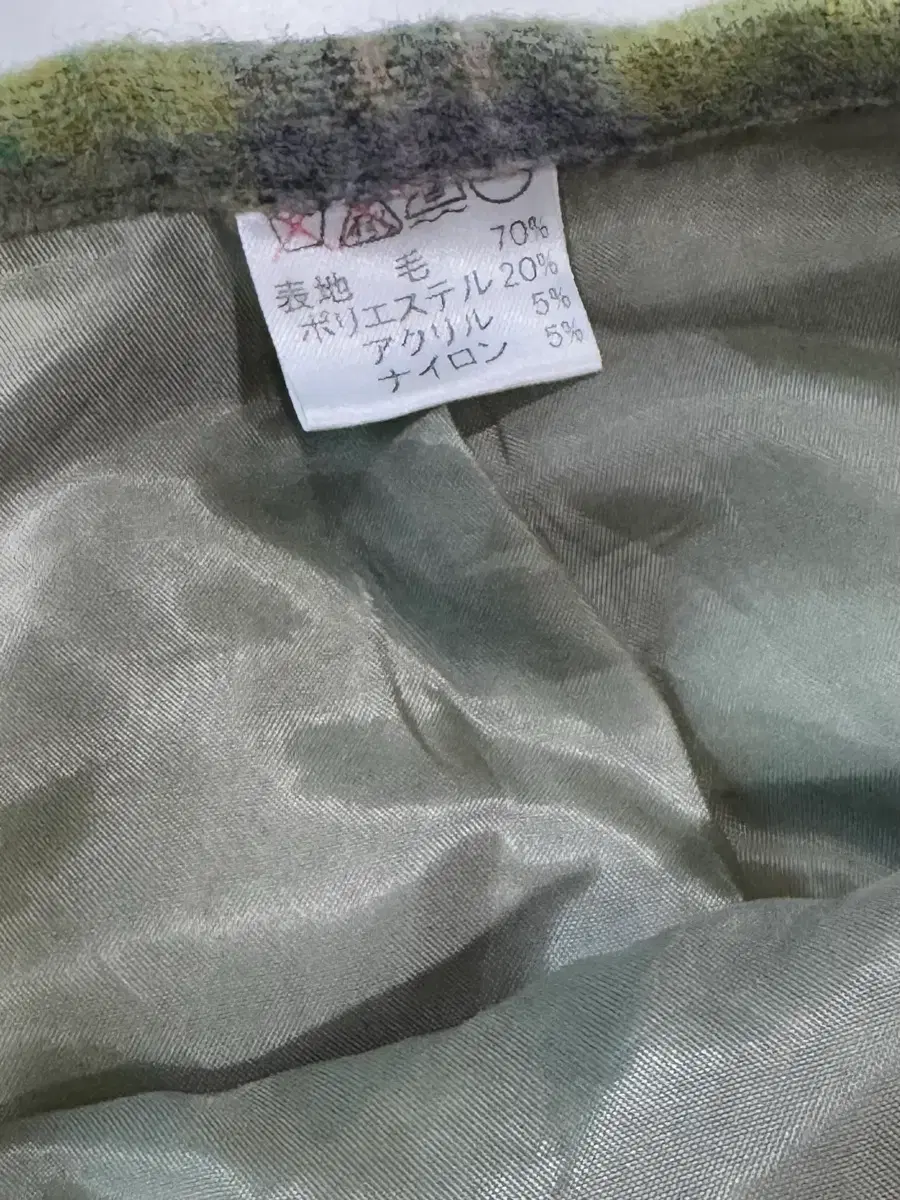 表地 毛 70%
ポリエステル 20%
アクリル 5%
ナイロン 5%